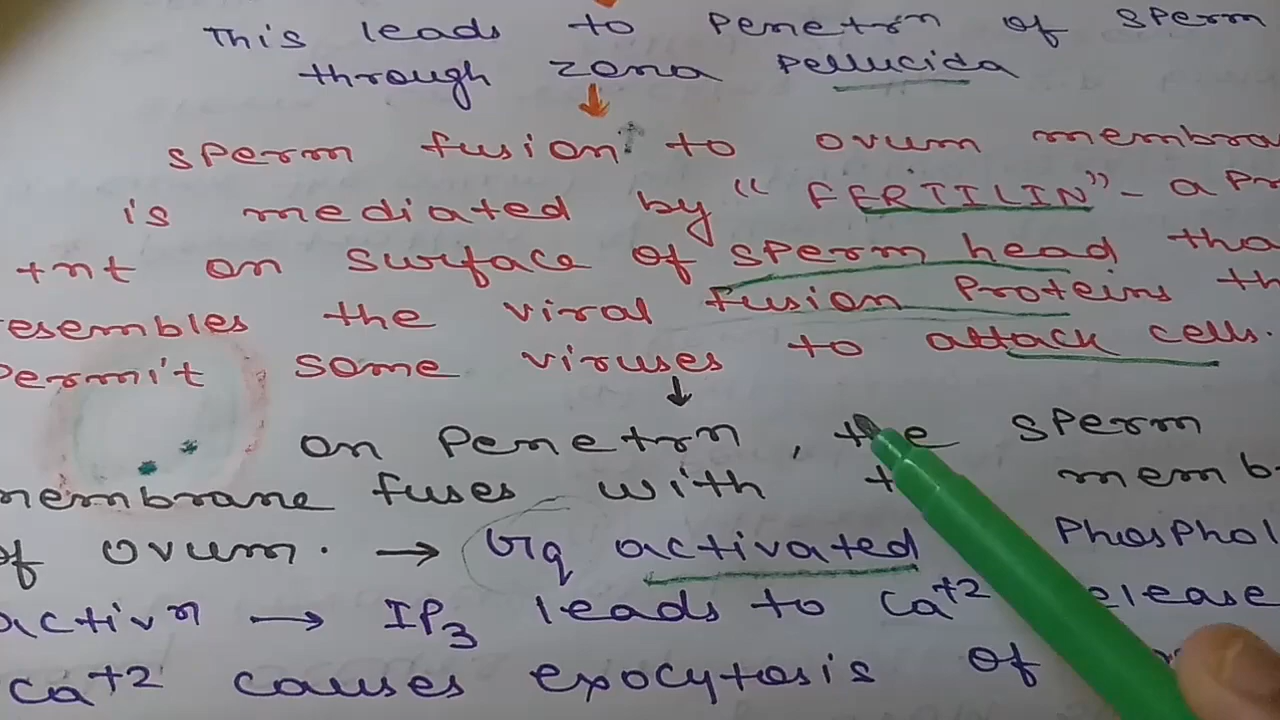 This leads to Penetrn of sperm
through zona Pellucida
sperm fusion to ovum membra
is mediated by "FERTILIN" - a Pr
tnt on surface of sperm head tha
esembles the viral fusion Proteins th
Permit some viruses to attack cells.
on Penetrn, the sperm
membrane fuses with t memb
of ovum. → Gq activated Phosphol
activn → IP3 leads to Ca+2 elease
Ca+2 causes exocytosis of